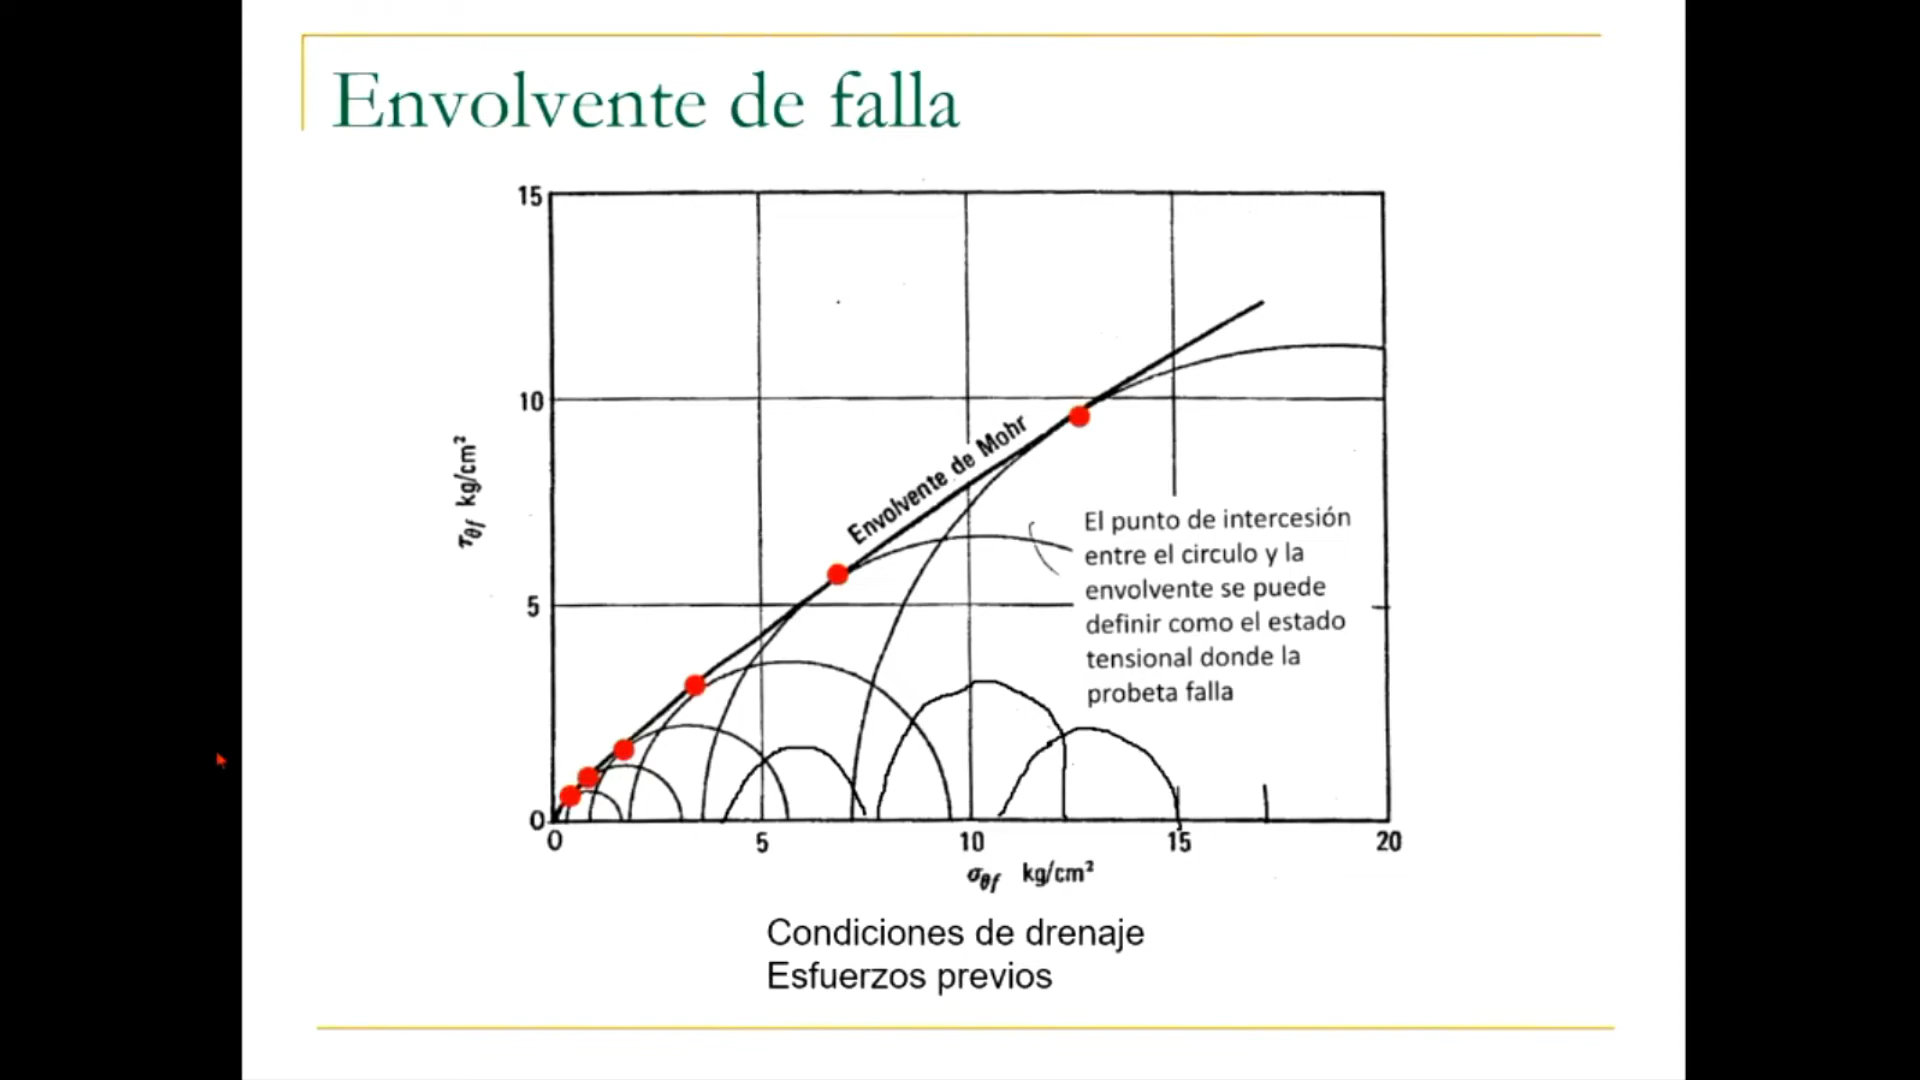 Envolvente de falla
15
10
5
0
τθf kg/cm²
Envolvente de Mohr
El punto de intercesión
entre el circulo y la
envolvente se puede
definir como el estado
tensional donde la
probeta falla
0 5 10 15 20
σθf kg/cm²
Condiciones de drenaje
Esfuerzos previos